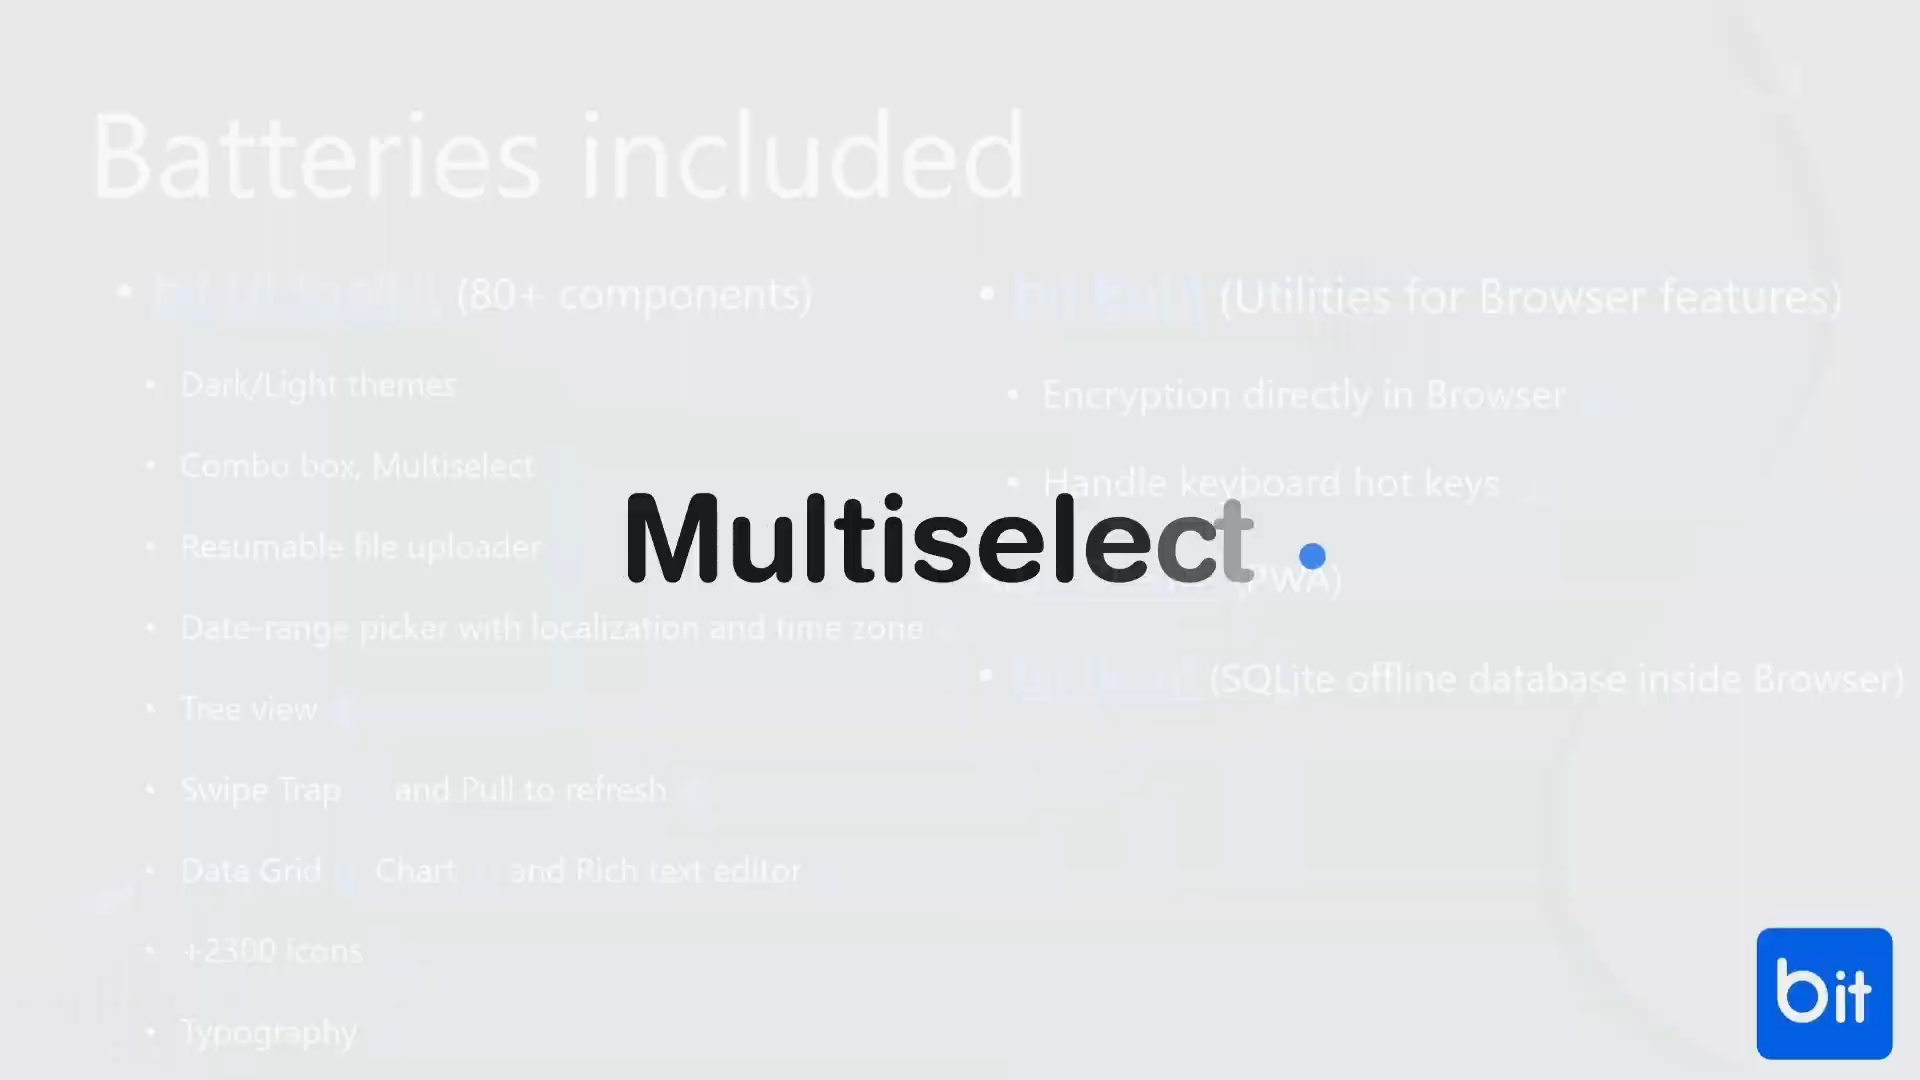 Batteries included
• (80+ components)
• Dark/Light themes
• Combo box, Multiselect
• Resumable file uploader
• Date-range picker with localization and time zone
• Tree view
• Swipe Trap and Pull to refresh
• Data Grid Chart and Rich text editor
• +2300 Icons
• Typography
• (Utilities for Browser features)
• Encryption directly in Browser
• Handle keyboard hot keys
(PWA)
• (SQLite offline database inside Browser)
Multiselect
bit